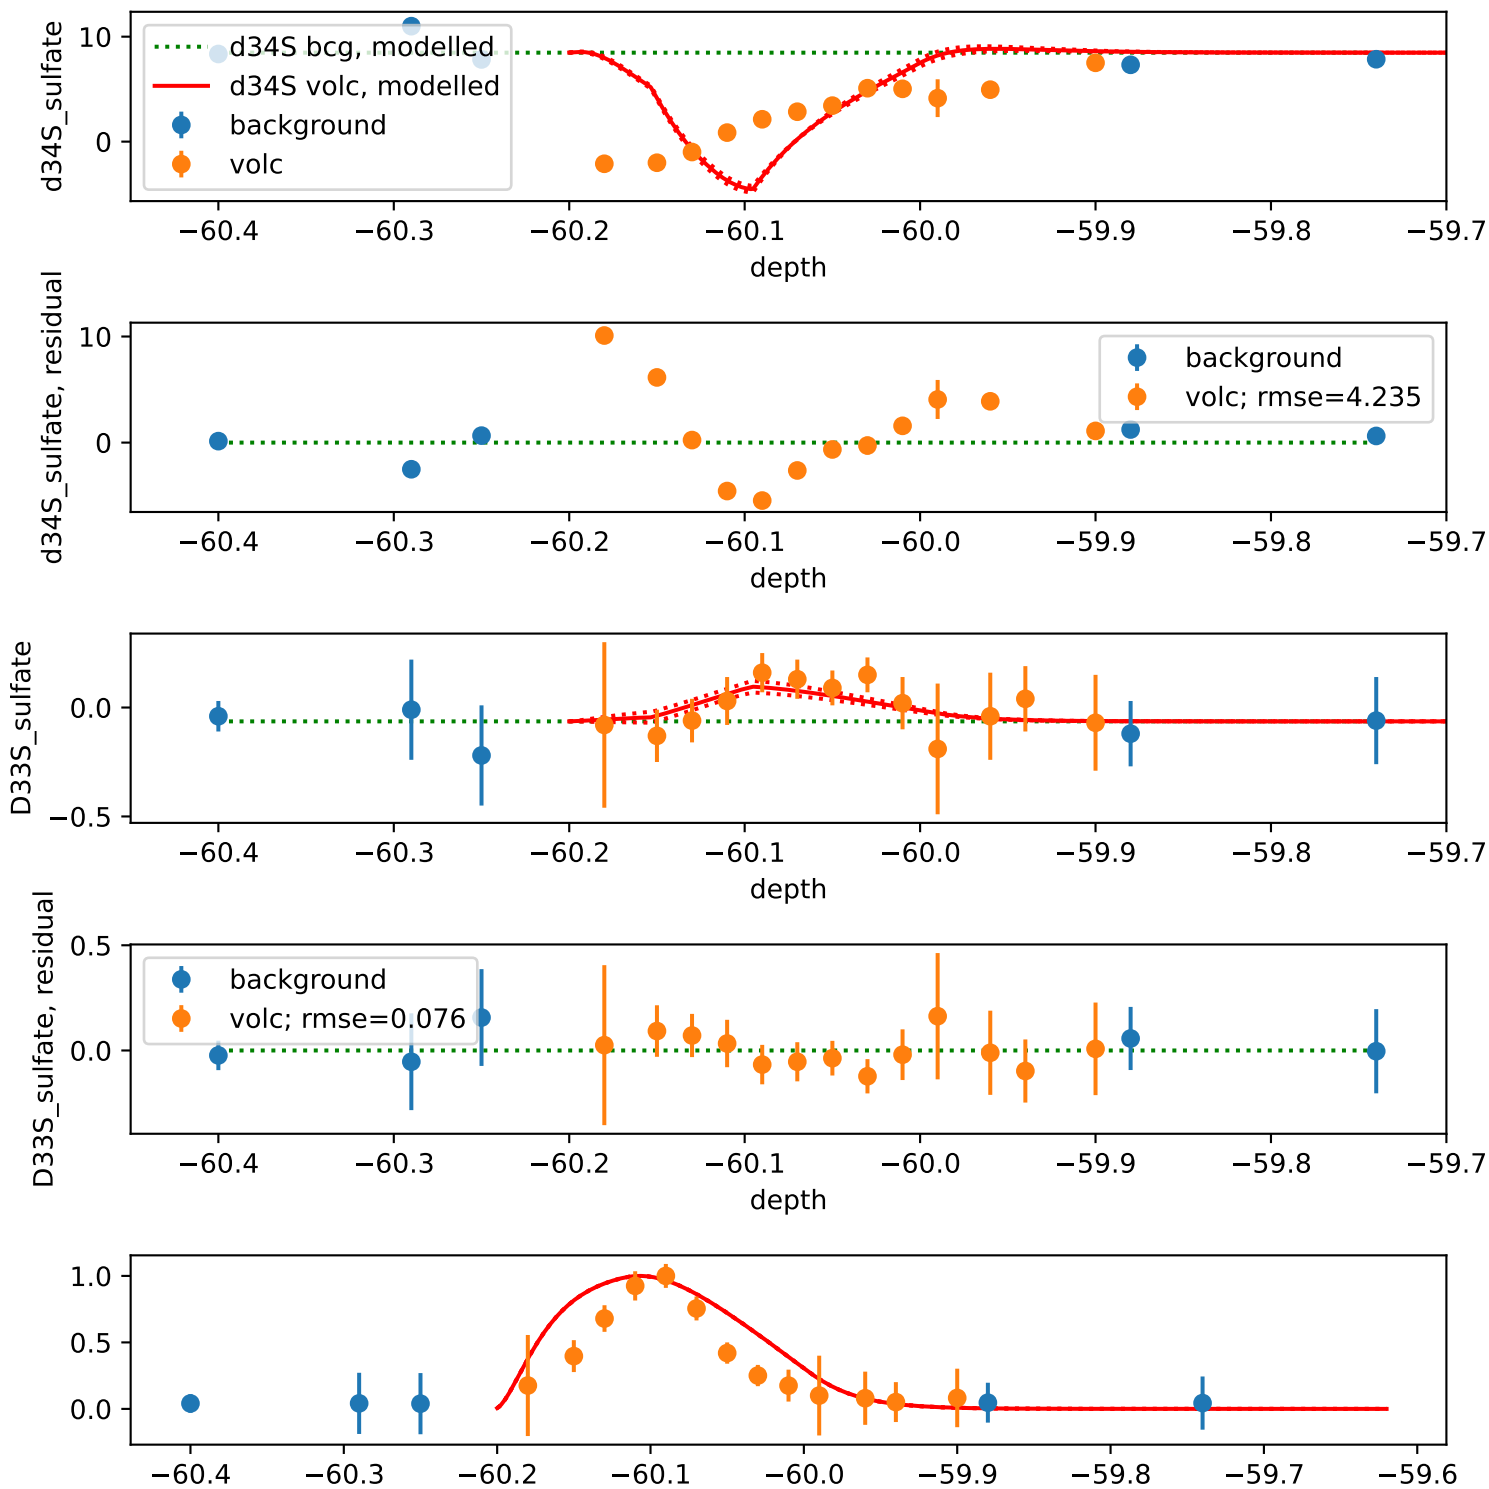 d34S_sulfate
10
0
d34S bcg, modelled
d34S volc, modelled
background
volc
−60.4 −60.3 −60.2 −60.1 −60.0 −59.9 −59.8 −59.7
depth
d34S_sulfate, residual
10
0
background
volc; rmse=4.235
−60.4 −60.3 −60.2 −60.1 −60.0 −59.9 −59.8 −59.7
depth
D33S_sulfate
0.0
−0.5
−60.4 −60.3 −60.2 −60.1 −60.0 −59.9 −59.8 −59.7
depth
D33S_sulfate, residual
0.5
0.0
background
volc; rmse=0.076
−60.4 −60.3 −60.2 −60.1 −60.0 −59.9 −59.8 −59.7
depth
1.0
0.5
0.0
−60.4 −60.3 −60.2 −60.1 −60.0 −59.9 −59.8 −59.7 −59.6